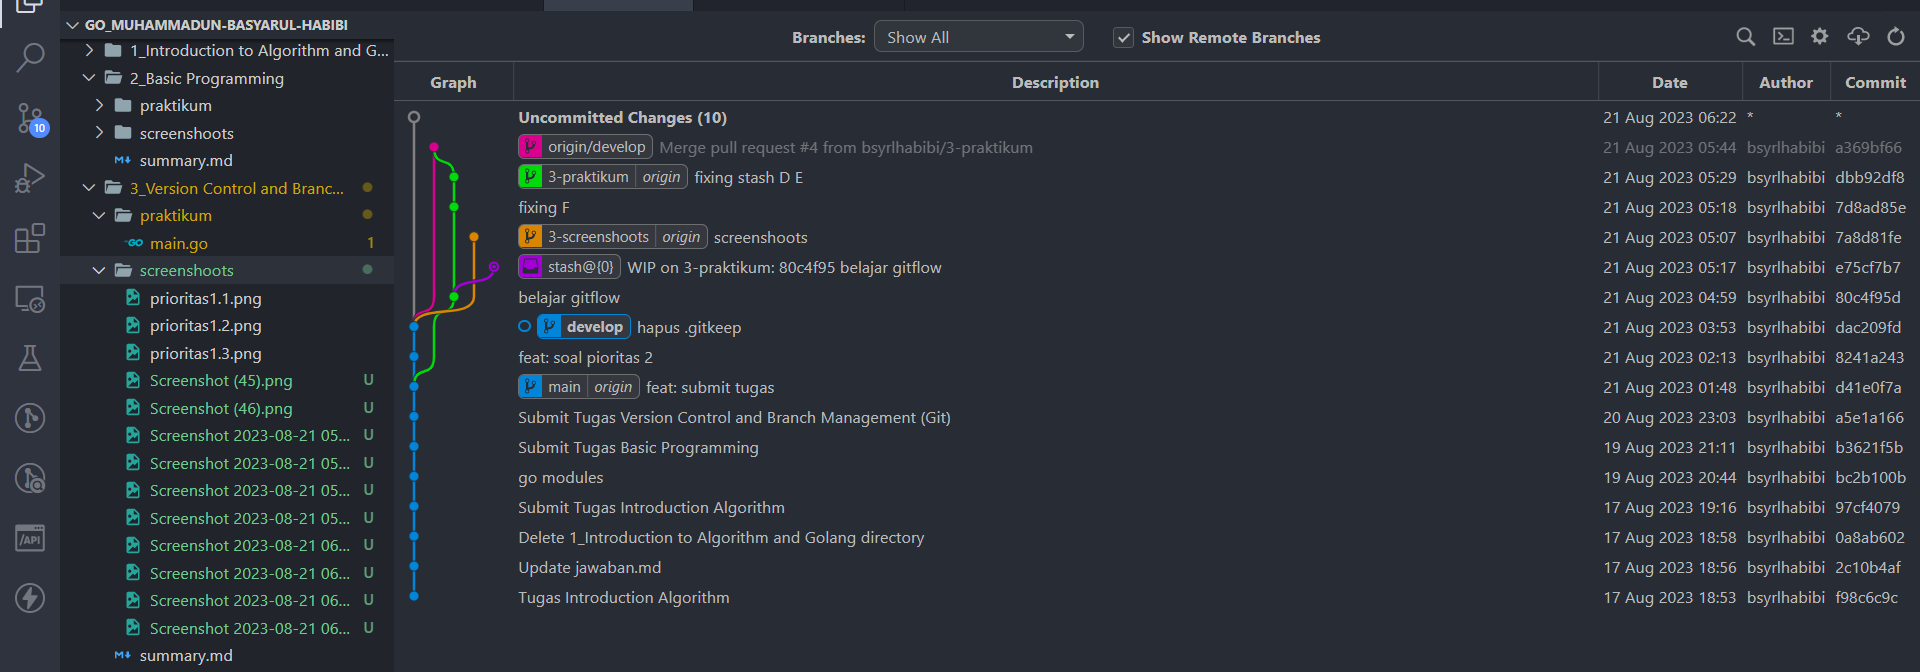 GO_MUHAMMADUN-BASYARUL-HABIBI
1_Introduction to Algorithm and G...
2_Basic Programming
praktikum
screenshoots
summary.md
3_Version Control and Branc...
praktikum
main.go 1
screenshoots
prioritas1.1.png
prioritas1.2.png
prioritas1.3.png
Screenshot (45).png U
Screenshot (46).png U
Screenshot 2023-08-21 05... U
Screenshot 2023-08-21 05... U
Screenshot 2023-08-21 05... U
Screenshot 2023-08-21 05... U
Screenshot 2023-08-21 06... U
Screenshot 2023-08-21 06... U
Screenshot 2023-08-21 06... U
Screenshot 2023-08-21 06... U
summary.md
10
/API
Branches: Show All Show Remote Branches
Graph Description Date Author Commit
Uncommitted Changes (10) 21 Aug 2023 06:22 * *
origin/develop Merge pull request #4 from bsyrlhabibi/3-praktikum 21 Aug 2023 05:44 bsyrlhabibi a369bf66
3-praktikum origin fixing stash D E 21 Aug 2023 05:29 bsyrlhabibi dbb92df8
fixing F 21 Aug 2023 05:18 bsyrlhabibi 7d8ad85e
3-screenshoots origin screenshoots 21 Aug 2023 05:07 bsyrlhabibi 7a8d81fe
stash@{0} WIP on 3-praktikum: 80c4f95 belajar gitflow 21 Aug 2023 05:17 bsyrlhabibi e75cf7b7
belajar gitflow 21 Aug 2023 04:59 bsyrlhabibi 80c4f95d
develop hapus .gitkeep 21 Aug 2023 03:53 bsyrlhabibi dac209fd
feat: soal pioritas 2 21 Aug 2023 02:13 bsyrlhabibi 8241a243
main origin feat: submit tugas 21 Aug 2023 01:48 bsyrlhabibi d41e0f7a
Submit Tugas Version Control and Branch Management (Git) 20 Aug 2023 23:03 bsyrlhabibi a5e1a166
Submit Tugas Basic Programming 19 Aug 2023 21:11 bsyrlhabibi b3621f5b
go modules 19 Aug 2023 20:44 bsyrlhabibi bc2b100b
Submit Tugas Introduction Algorithm 17 Aug 2023 19:16 bsyrlhabibi 97cf4079
Delete 1_Introduction to Algorithm and Golang directory 17 Aug 2023 18:58 bsyrlhabibi 0a8ab602
Update jawaban.md 17 Aug 2023 18:56 bsyrlhabibi 2c10b4af
Tugas Introduction Algorithm 17 Aug 2023 18:53 bsyrlhabibi f98c6c9c